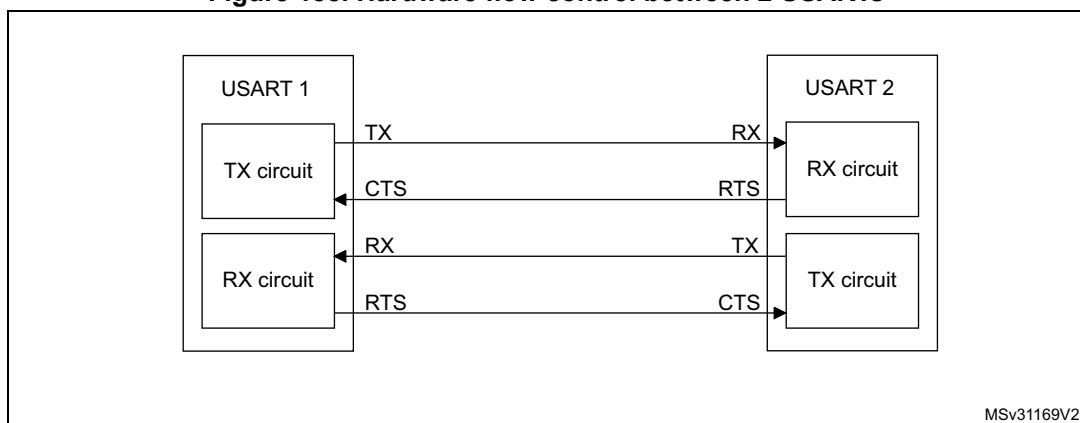 USART 1
USART 2
TX circuit
TX
RX
RX circuit
CTS
RTS
RX circuit
RX
TX
TX circuit
RTS
CTS
MSv31169V2